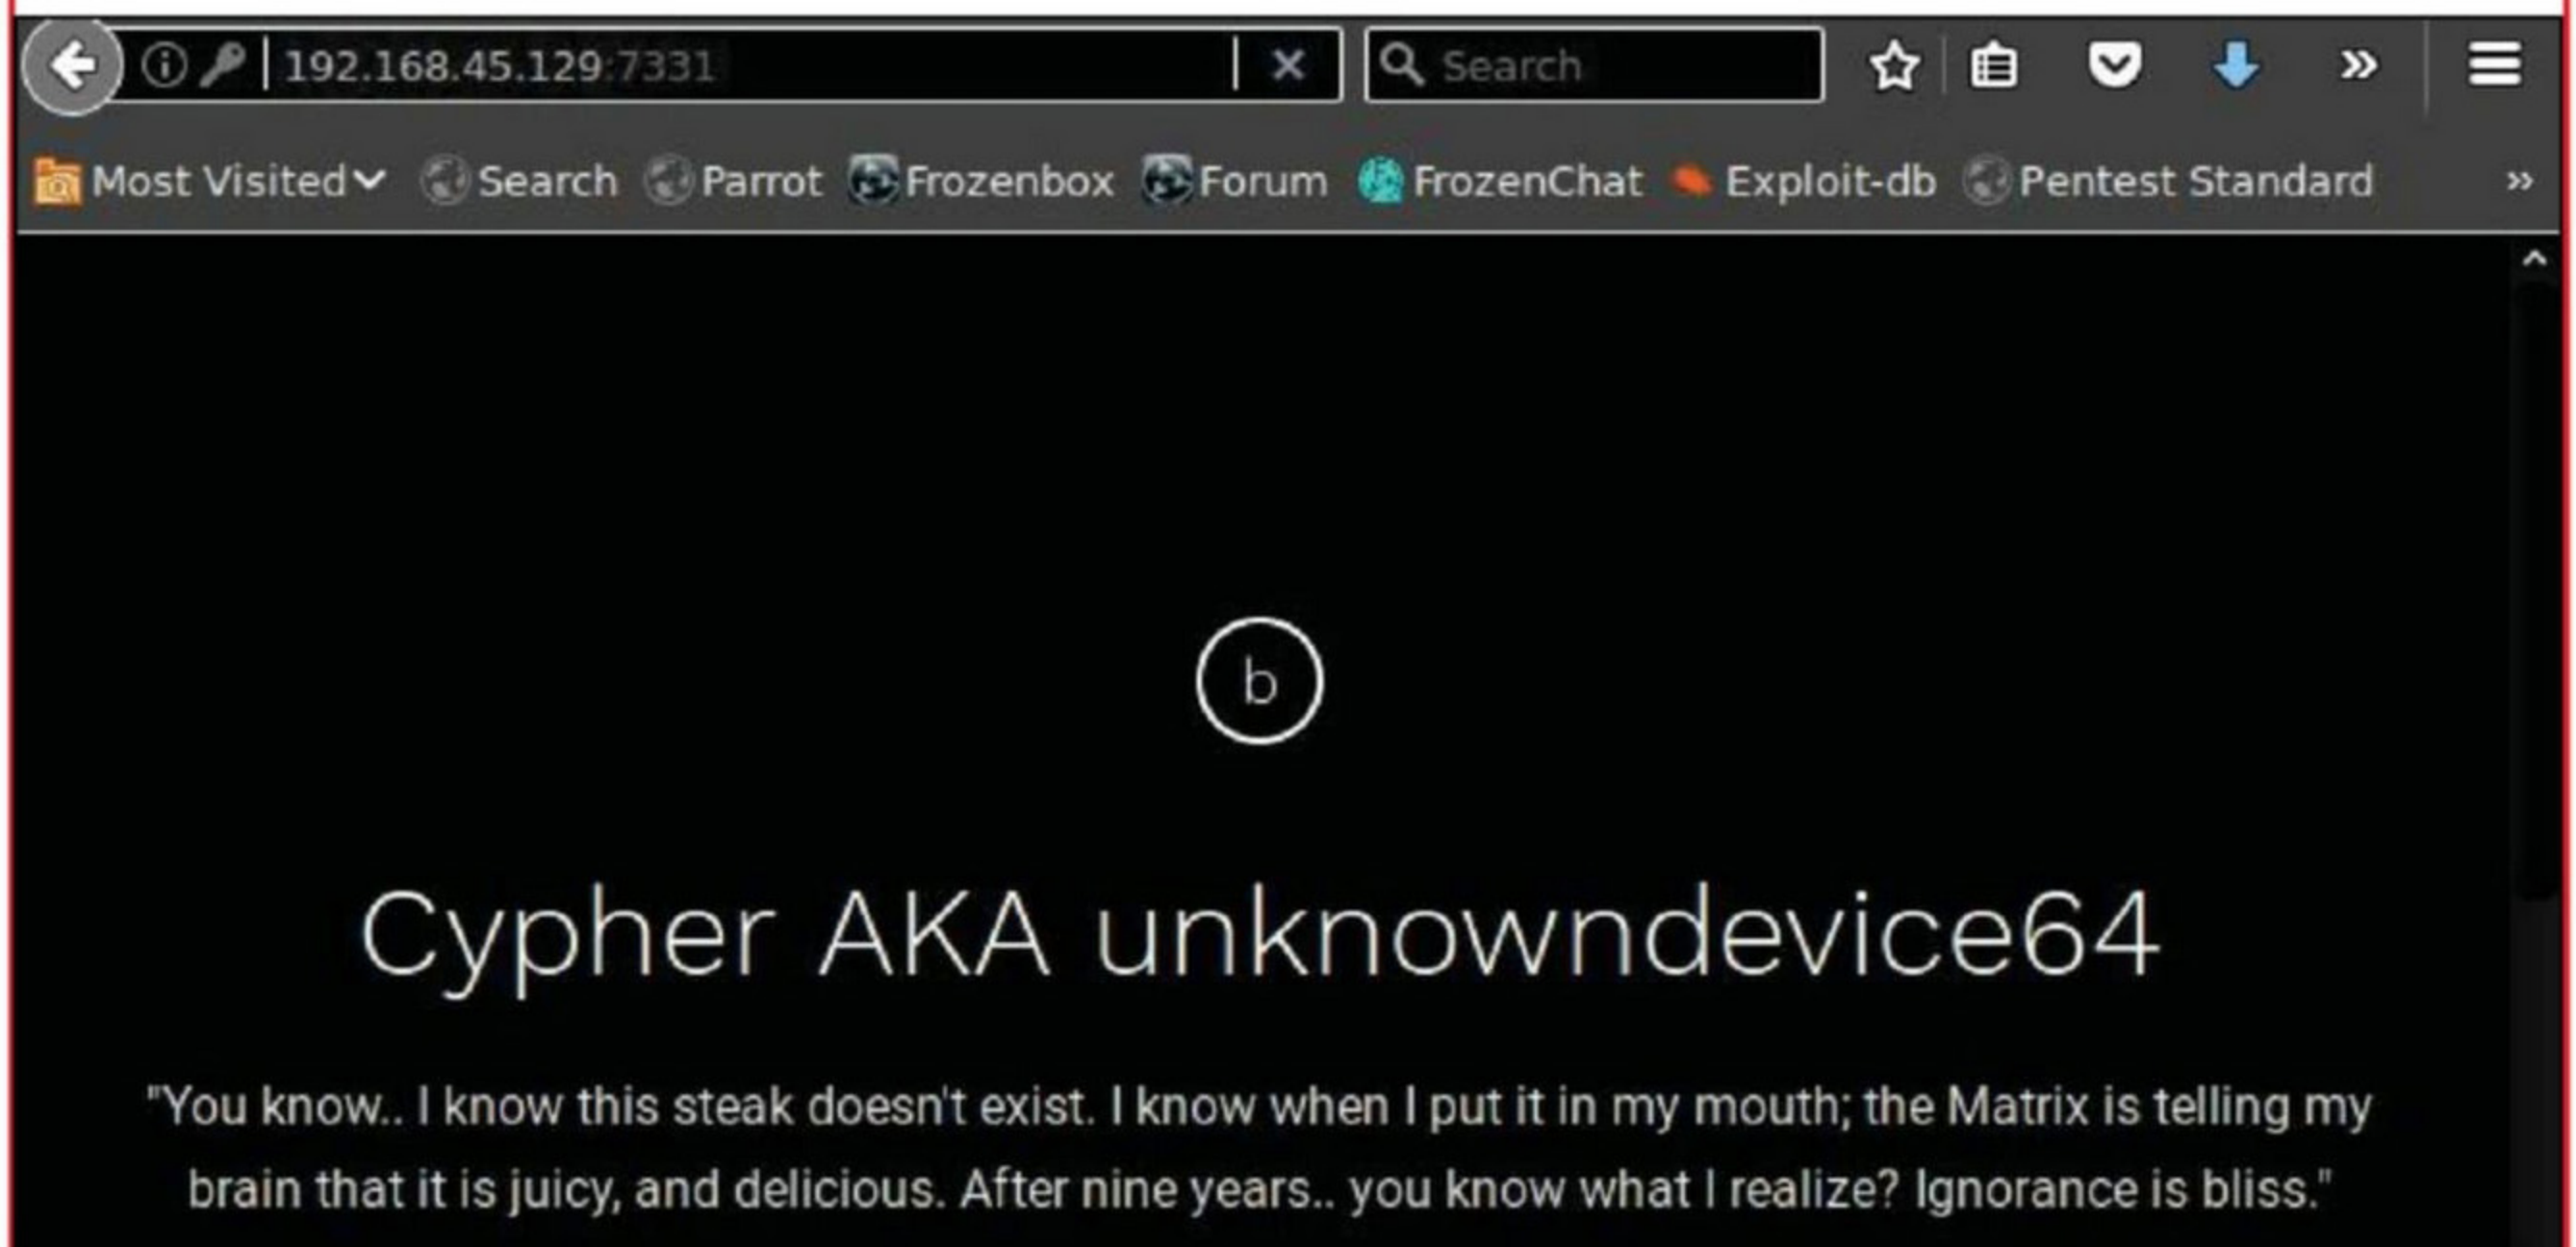 192.168.45.129:7331 Search
Most Visited Search Parrot Frozenbox Forum FrozenChat Exploit-db Pentest Standard
b
Cypher AKA unknowndevice64
"You know.. I know this steak doesn't exist. I know when I put it in my mouth; the Matrix is telling my
brain that it is juicy, and delicious. After nine years.. you know what I realize? Ignorance is bliss."